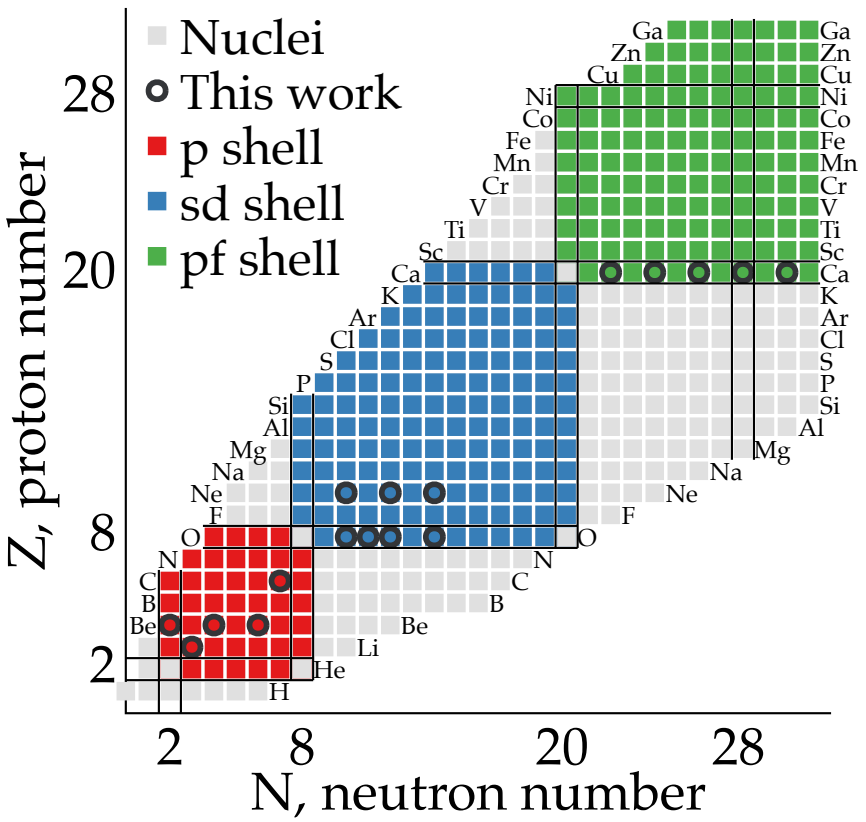 Nuclei
This work
p shell
sd shell
pf shell
Z, proton number
28
20
8
2
Ga Ga
Zn Zn
Cu Cu
Ni Ni
Co Co
Fe Fe
Mn Mn
Cr Cr
V V
Ti Ti
Sc Sc
Ca Ca
K K
Ar Ar
Cl Cl
S S
P P
Si Si
Al Al
Mg Mg
Na Na
Ne Ne
F F
O O
N N
C C
B B
Be Be
Li
He
H
2 8 20 28
N, neutron number